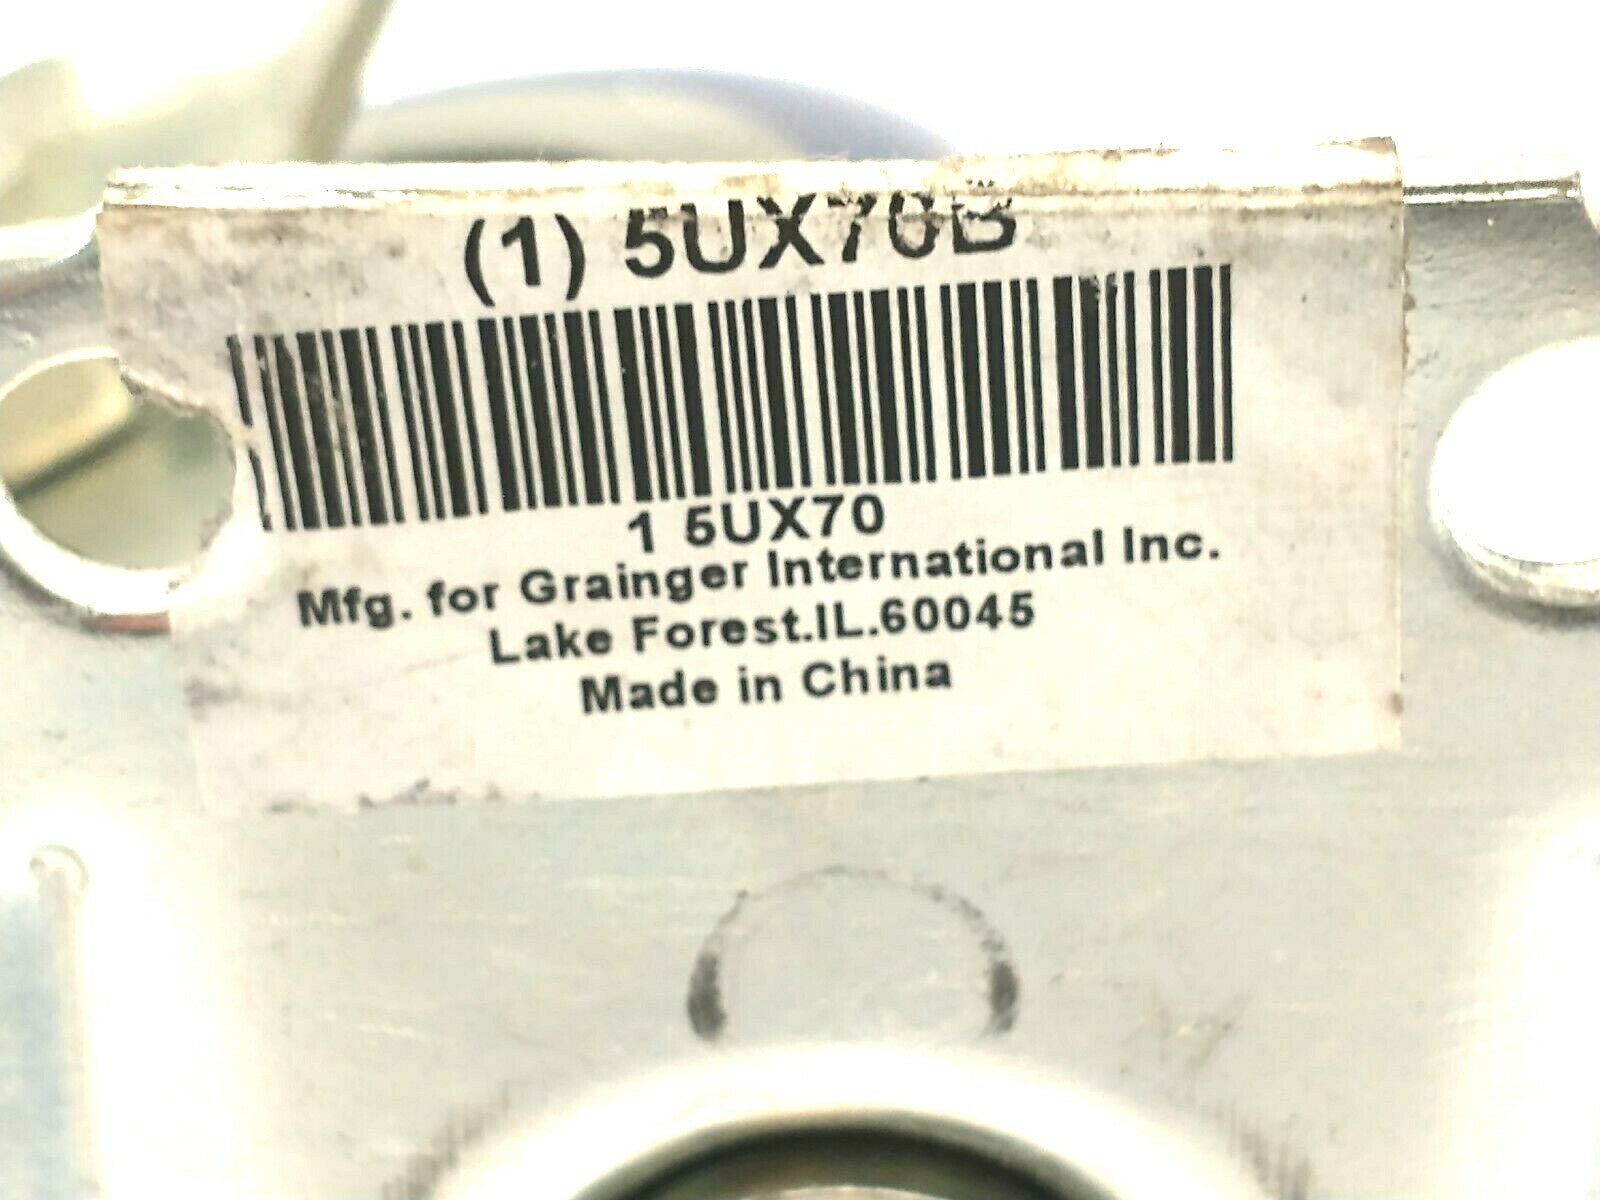 (1) 5UX70B
1 5UX70
Mfg. for Grainger International Inc.
Lake Forest.IL.60045
Made in China